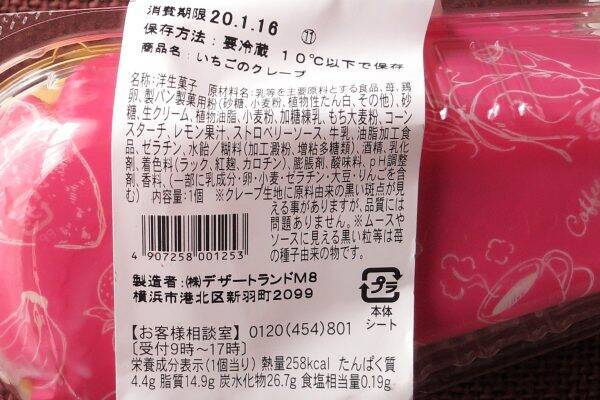 消費期限 20.1.16 ⑪
保存方法：要冷蔵 10℃以下で保存
商品名：いちごのクレープ
名称：洋生菓子 原材料名：乳等を主要原料とする食品、苺、鶏
卵、製パン製菓用粉(砂糖、小麦粉、植物性たん白、その他)、砂
糖、生クリーム、植物油脂、小麦粉、加糖練乳、もち大麦粉、コーン
スターチ、レモン果汁、ストロベリーソース、牛乳、油脂加工食
品、ゼラチン、水飴／糊料(加工澱粉、増粘多糖類)、酒精、乳化
剤、着色料(ラック、紅麹、カロチン)、膨脹剤、酸味料、pH調整
剤、香料、(一部に乳成分・卵・小麦・ゼラチン・大豆・りんごを含
む) 内容量：1個 ※クレープ生地に原料由来の黒い斑点が見
える事がありますが、品質には
問題ありません。※ムースや
ソースに見える黒い粒等は苺
の種子由来の物です。
4 907258 001253
製造者：㈱デザートランドM8
横浜市港北区新羽町2099
プラ
本体
シート
【お客様相談室】0120(454)801
[受付9時～17時]
栄養成分表示(1個当り) 熱量258kcal たんぱく質
4.4g 脂質14.9g 炭水化物26.7g 食塩相当量0.19g
Coffee